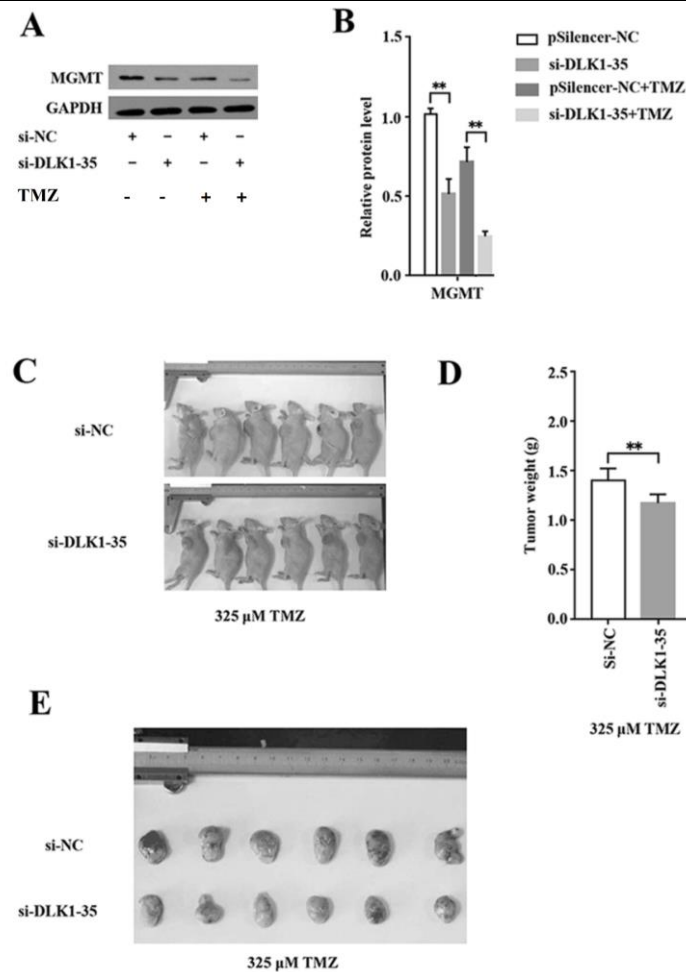 A
MGMT
GAPDH
si-NC + − + −
si-DLK1-35 − + − +
TMZ - - + +
B
Relative protein level
1.5
1.0
0.5
0.0
** **
MGMT
pSilencer-NC
si-DLK1-35
pSilencer-NC+TMZ
si-DLK1-35+TMZ
C
si-NC
si-DLK1-35
325 μM TMZ
D
Tumor weight (g)
2.5
2.0
1.5
1.0
0.5
0.0
**
Si-NC
si-DLK1-35
325 μM TMZ
E
si-NC
si-DLK1-35
325 μM TMZ